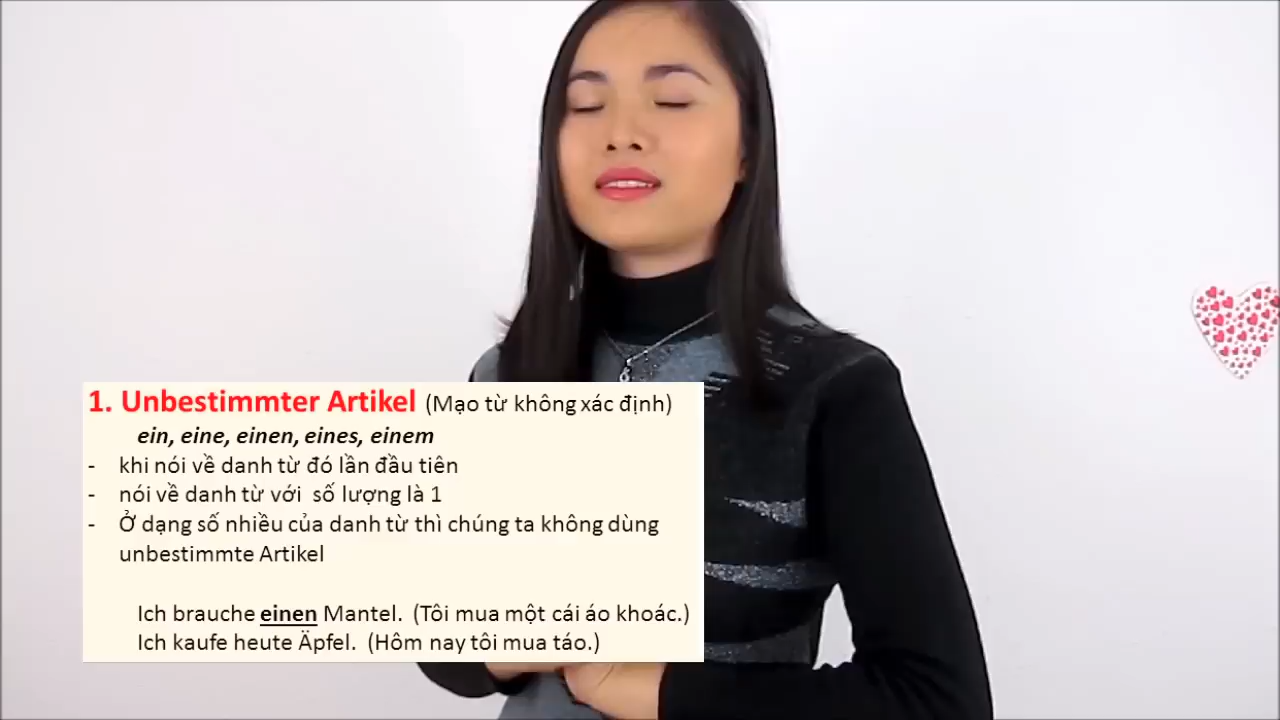 1. Unbestimmter Artikel (Mạo từ không xác định)
ein, eine, einen, eines, einem
- khi nói về danh từ đó lần đầu tiên
- nói về danh từ với số lượng là 1
- Ở dạng số nhiều của danh từ thì chúng ta không dùng
unbestimmte Artikel
Ich brauche einen Mantel. (Tôi mua một cái áo khoác.)
Ich kaufe heute Äpfel. (Hôm nay tôi mua táo.)